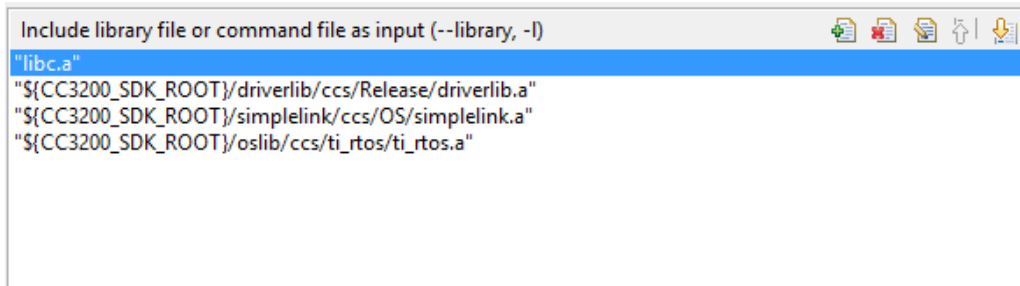 Include library file or command file as input (--library, -l)
"libc.a"
"${CC3200_SDK_ROOT}/driverlib/ccs/Release/driverlib.a"
"${CC3200_SDK_ROOT}/simplelink/ccs/OS/simplelink.a"
"${CC3200_SDK_ROOT}/oslib/ccs/ti_rtos/ti_rtos.a"